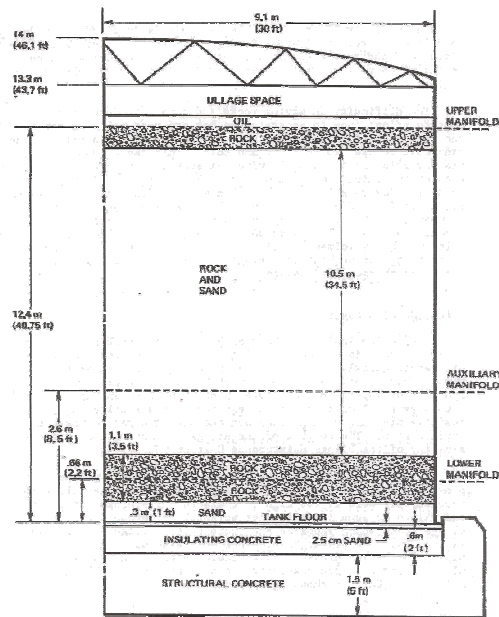 9.1 m
(30 ft)
14 m
(46.1 ft)
13.3 m
(43.7 ft)
ULLAGE SPACE
OIL
ROCK
UPPER
MANIFOLD
ROCK
AND
SAND
10.5 m
(34.5 ft)
12.4 m
(40.75 ft)
AUXILIARY
MANIFOLD
2.6 m
(8.5 ft)
1.1 m
(3.5 ft)
.66 m
(2.2 ft)
ROCK
ROCK
LOWER
MANIFOLD
.3 m (1 ft)
SAND
TANK FLOOR
INSULATING CONCRETE
2.5 cm SAND
.6m
(2 ft)
STRUCTURAL CONCRETE
1.5 m
(5 ft)